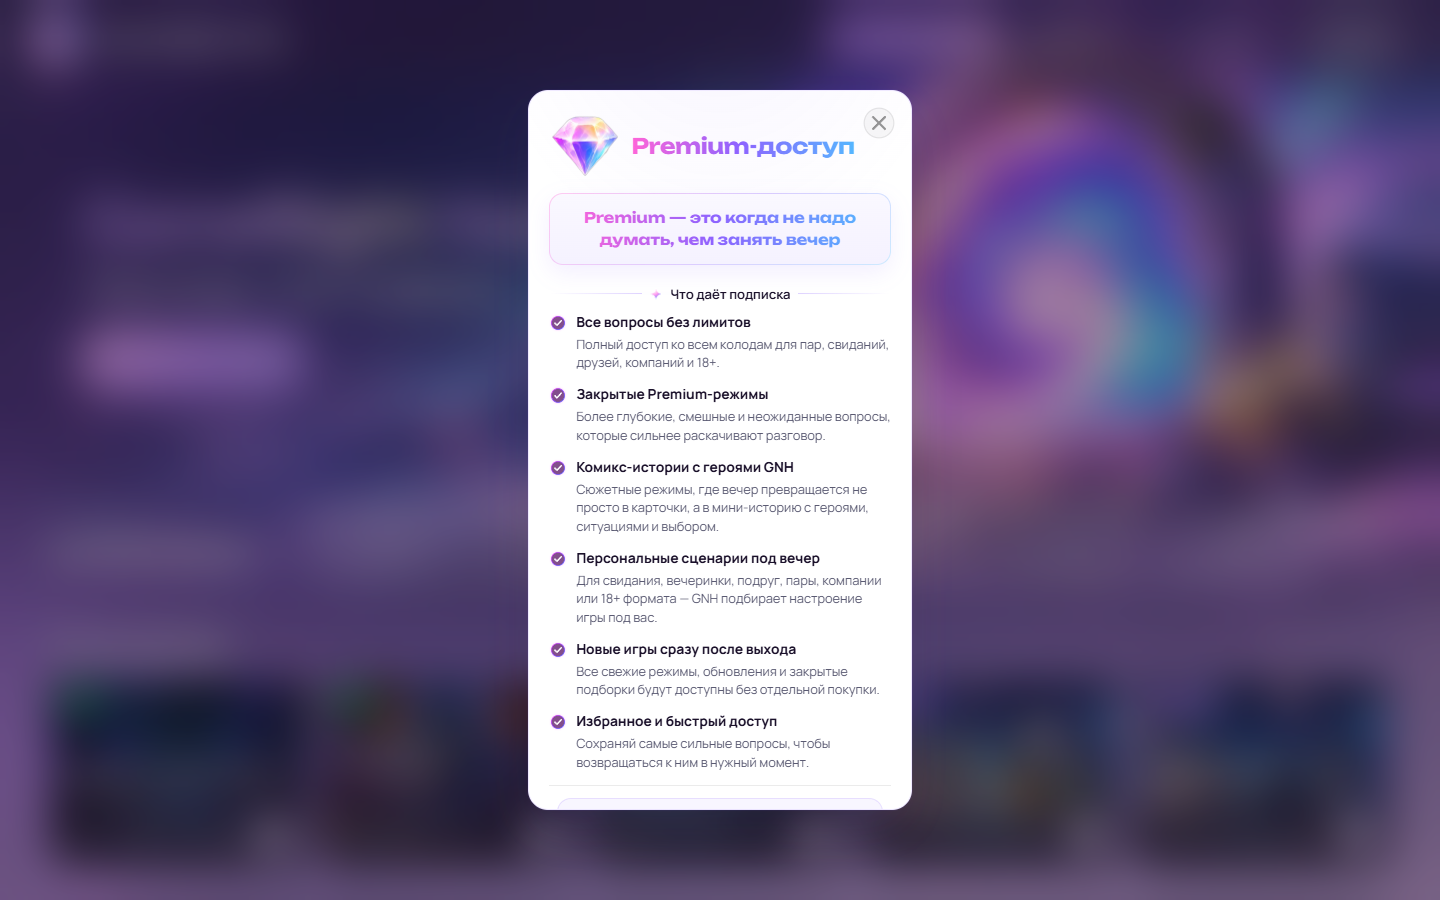 Premium-доступ
Premium — это когда не надо
думать, чем занять вечер
Что даёт подписка
Все вопросы без лимитов
Полный доступ ко всем колодам для пар, свиданий,
друзей, компаний и 18+.
Закрытые Premium-режимы
Более глубокие, смешные и неожиданные вопросы,
которые сильнее раскачивают разговор.
Комикс-истории с героями GNH
Сюжетные режимы, где вечер превращается не
просто в карточки, а в мини-историю с героями,
ситуациями и выбором.
Персональные сценарии под вечер
Для свидания, вечеринки, подруг, пары, компании
или 18+ формата — GNH подбирает настроение
игры под вас.
Новые игры сразу после выхода
Все свежие режимы, обновления и закрытые
подборки будут доступны без отдельной покупки.
Избранное и быстрый доступ
Сохраняй самые сильные вопросы, чтобы
возвращаться к ним в нужный момент.